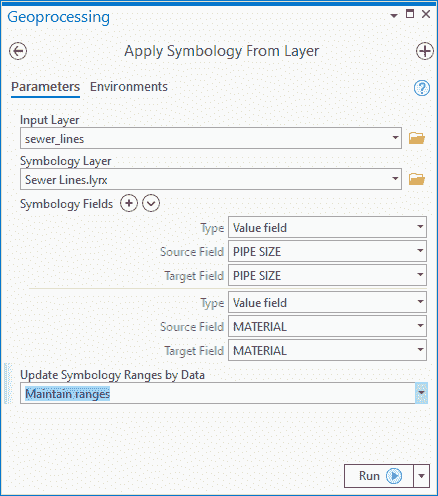 Geoprocessing
Apply Symbology From Layer
Parameters Environments
?
Input Layer
sewer_lines
Symbology Layer
Sewer Lines.lyrx
Symbology Fields
Type Value field
Source Field PIPE SIZE
Target Field PIPE SIZE
Type Value field
Source Field MATERIAL
Target Field MATERIAL
Update Symbology Ranges by Data
Maintain ranges
Run